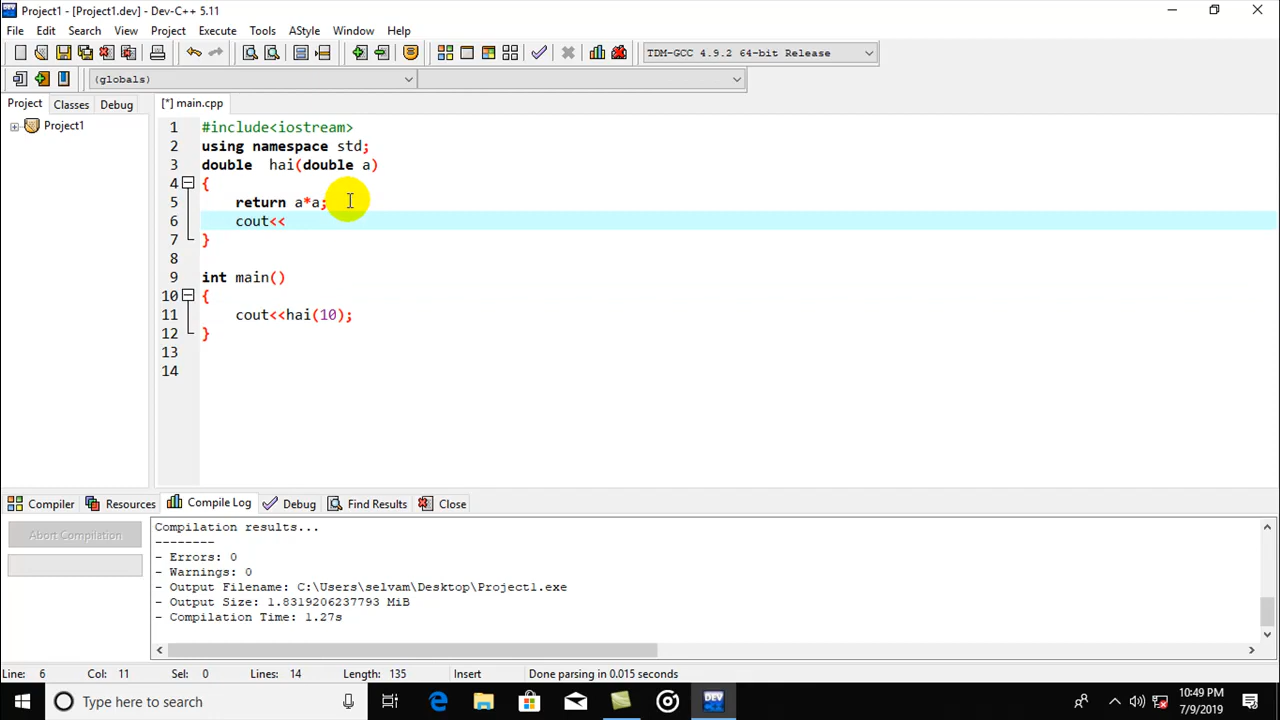 Project1 - [Project1.dev] - Dev-C++ 5.11
File Edit Search View Project Execute Tools AStyle Window Help
TDM-GCC 4.9.2 64-bit Release
(globals)
Project Classes Debug [*] main.cpp
Project1
1 #include<iostream>
2 using namespace std;
3 double  hai(double a)
4 {
5 return a*a;
6 cout<<
7 }
8
9 int main()
10 {
11 cout<<hai(10);
12 }
13
14
Compiler Resources Compile Log Debug Find Results Close
Abort Compilation
Compilation results...
--------
- Errors: 0
- Warnings: 0
- Output Filename: C:\Users\selvam\Desktop\Project1.exe
- Output Size: 1.8319206237793 MiB
- Compilation Time: 1.27s
Line: 6 Col: 11 Sel: 0 Lines: 14 Length: 135 Insert Done parsing in 0.015 seconds
Type here to search
DEV
10:49 PM
7/9/2019